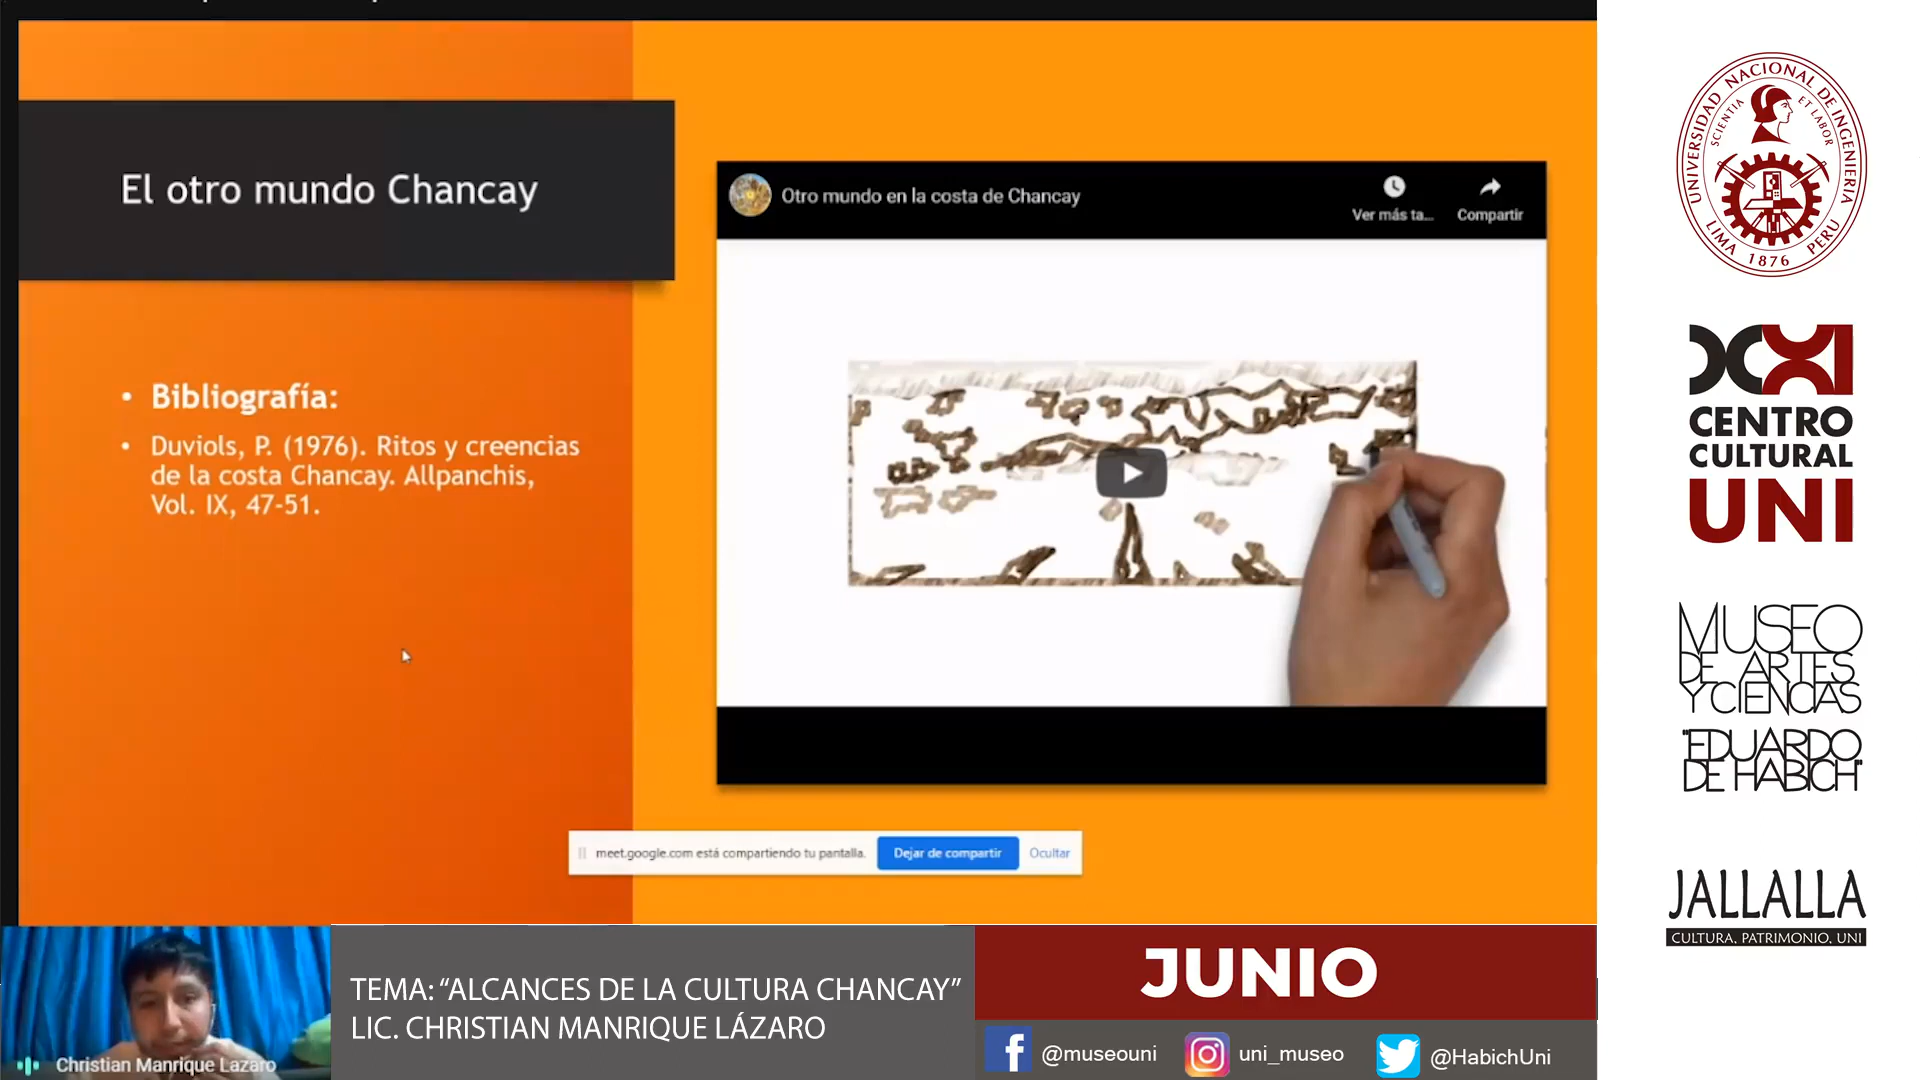 El otro mundo Chancay
• Bibliografía:
• Duviols, P. (1976). Ritos y creencias
de la costa Chancay. Allpanchis,
Vol. IX, 47-51.
Otro mundo en la costa de Chancay
Ver más ta...
Compartir
meet.google.com está compartiendo tu pantalla.
Dejar de compartir
Ocultar
Christian Manrique Lazaro
TEMA: “ALCANCES DE LA CULTURA CHANCAY”
LIC. CHRISTIAN MANRIQUE LÁZARO
JUNIO
@museouni
uni_museo
@HabichUni
UNIVERSIDAD NACIONAL DE INGENIERIA
SCIENTIA ET LABOR
LIMA 1876 PERU
XXI
CENTRO
CULTURAL
UNI
MUSEO
DE ARTES
Y CIENCIAS
"EDUARDO
DE HABICH"
JALLALLA
CULTURA, PATRIMONIO, UNI